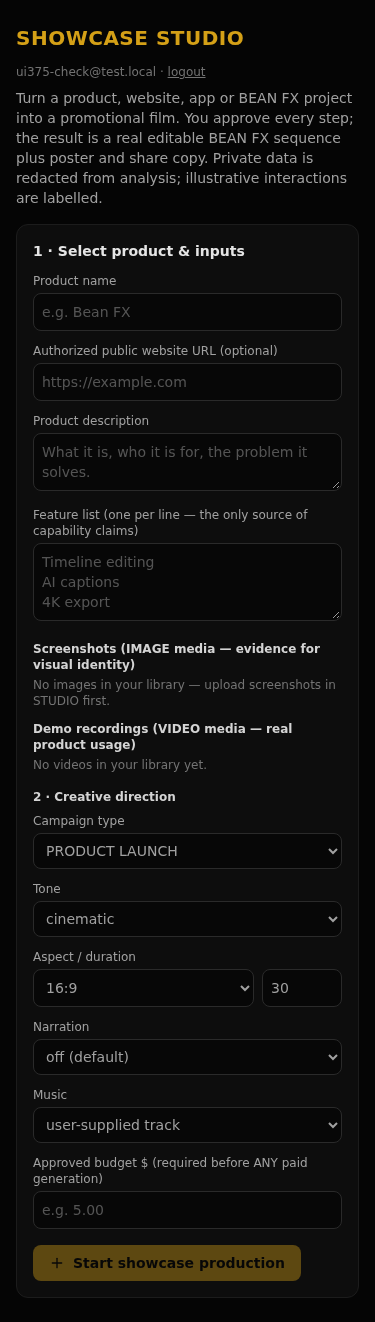 SHOWCASE STUDIO
ui375-check@test.local · logout
Turn a product, website, app or BEAN FX project
into a promotional film. You approve every step;
the result is a real editable BEAN FX sequence
plus poster and share copy. Private data is
redacted from analysis; illustrative interactions
are labelled.
1 · Select product & inputs
Product name
e.g. Bean FX
Authorized public website URL (optional)
https://example.com
Product description
What it is, who it is for, the problem it
solves.
Feature list (one per line — the only source of
capability claims)
Timeline editing
AI captions
4K export
Screenshots (IMAGE media — evidence for
visual identity)
No images in your library — upload screenshots in
STUDIO first.
Demo recordings (VIDEO media — real
product usage)
No videos in your library yet.
2 · Creative direction
Campaign type
PRODUCT LAUNCH
Tone
cinematic
Aspect / duration
16:9 30
Narration
off (default)
Music
user-supplied track
Approved budget $ (required before ANY paid
generation)
e.g. 5.00
+ Start showcase production